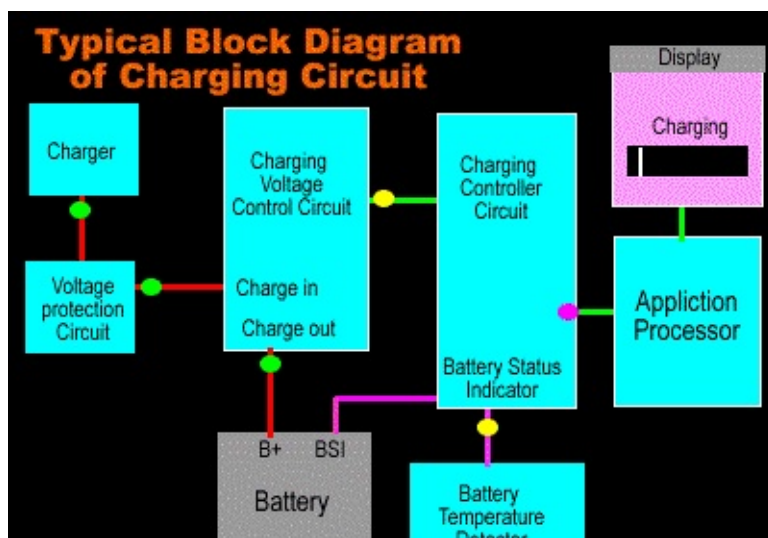 Typical Block Diagram
of Charging Circuit
Display
Charging
Charger
Charging
Voltage
Control Circuit
Charge in
Charge out
Charging
Controller
Circuit
Battery Status
Indicator
Voltage
protection
Circuit
Appliction
Processor
B+ BSI
Battery
Battery
Temperature